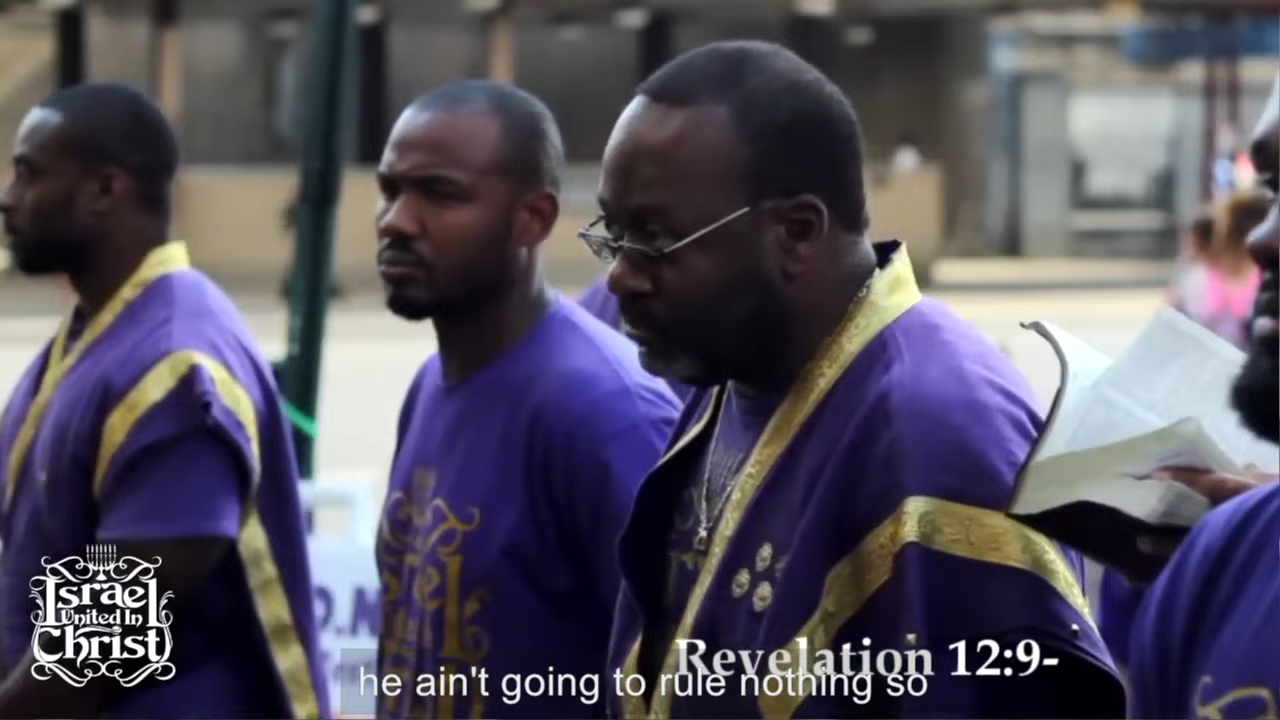 Israel
United In
Christ
Revelation 12:9-
he ain't going to rule nothing so